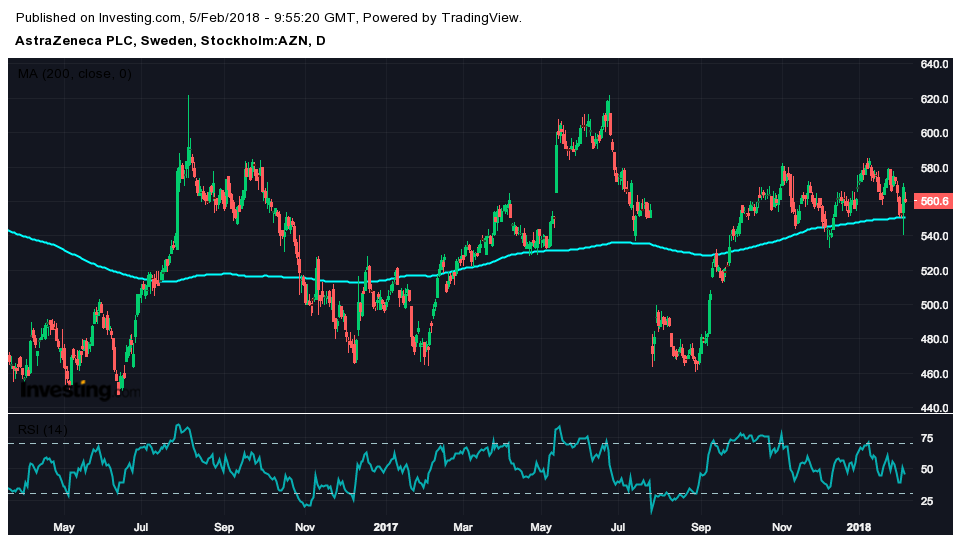 Published on Investing.com, 5/Feb/2018 - 9:55:20 GMT, Powered by TradingView.
AstraZeneca PLC, Sweden, Stockholm:AZN, D
MA (200, close, 0)
640.0
620.0
600.0
580.0
560.6
540.0
520.0
500.0
480.0
460.0
440.0
Investing.com
RSI (14)
75
50
25
May Jul Sep Nov 2017 Mar May Jul Sep Nov 2018